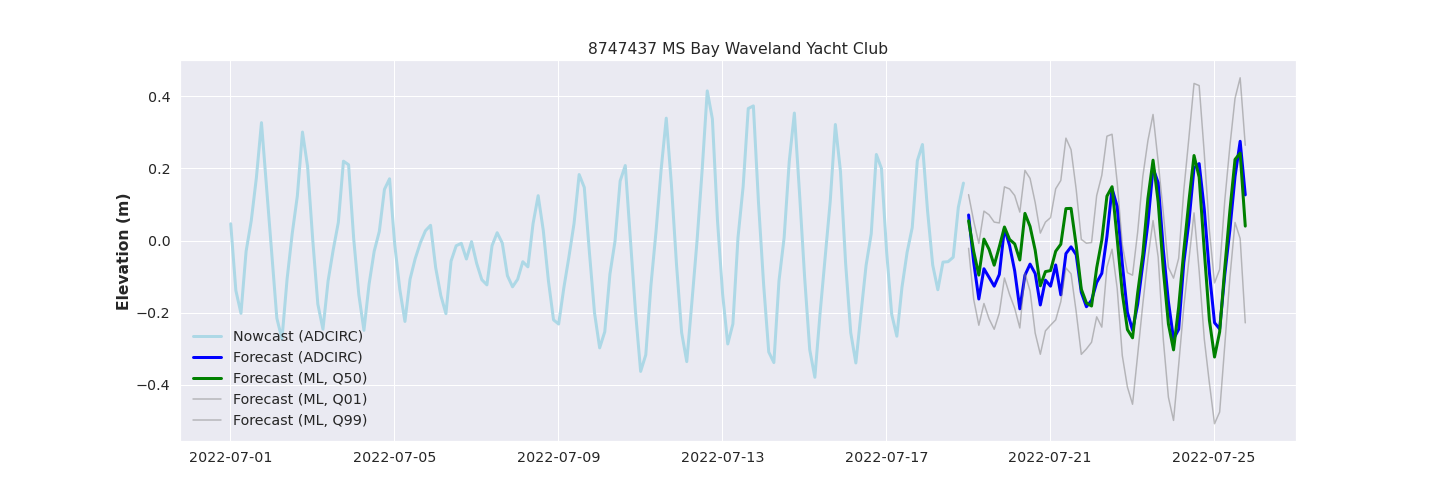 8747437 MS Bay Waveland Yacht Club
Elevation (m)
0.4
0.2
0.0
−0.2
−0.4
Nowcast (ADCIRC)
Forecast (ADCIRC)
Forecast (ML, Q50)
Forecast (ML, Q01)
Forecast (ML, Q99)
2022-07-01 2022-07-05 2022-07-09 2022-07-13 2022-07-17 2022-07-21 2022-07-25